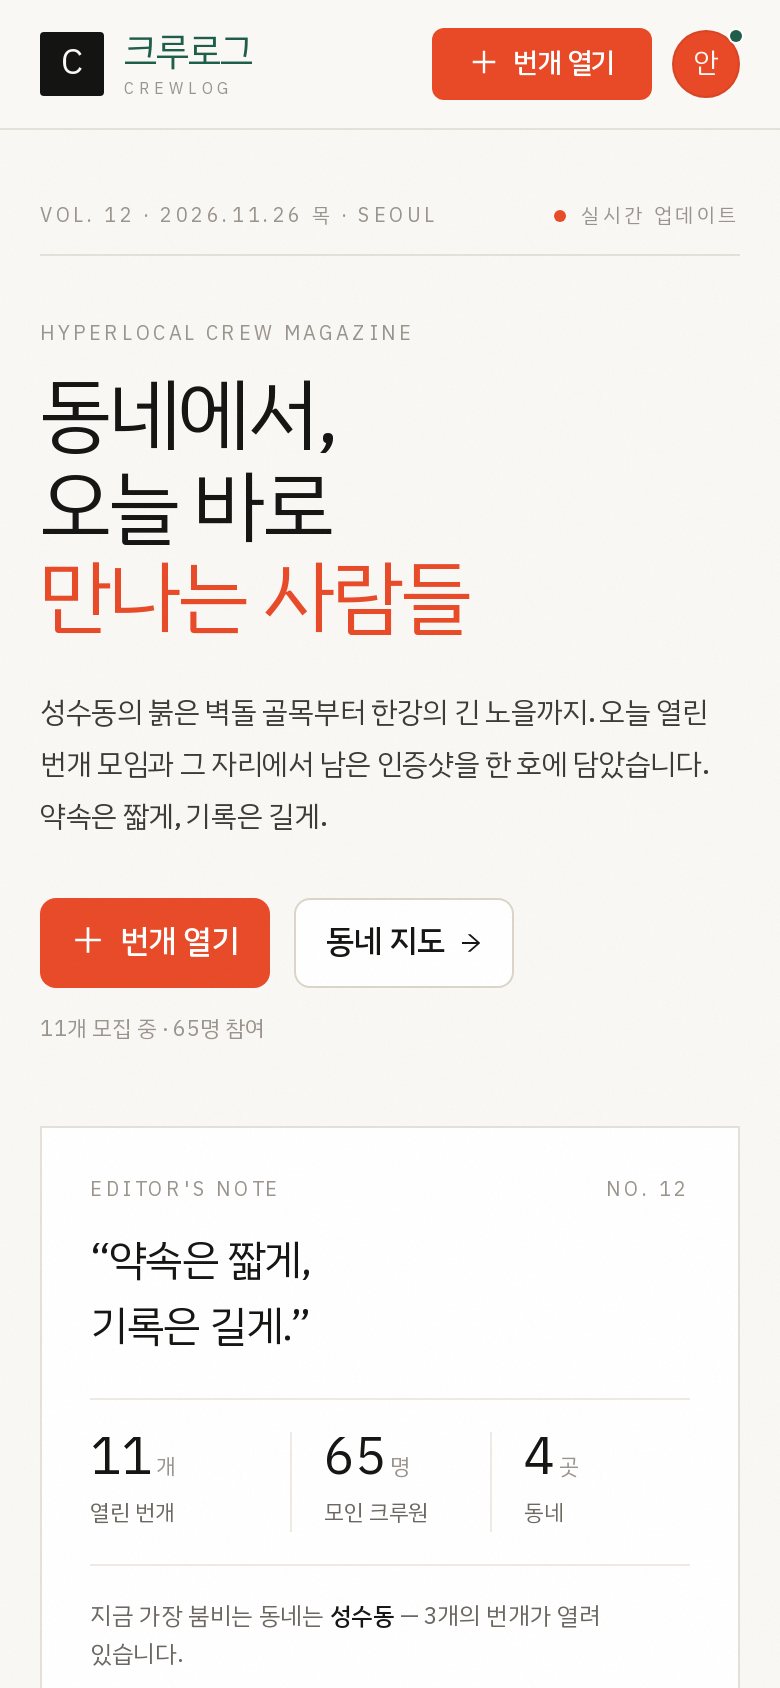 C
크루로그
CREWLOG
+ 번개 열기
안
VOL. 12 · 2026.11.26 목 · SEOUL
실시간 업데이트
HYPERLOCAL CREW MAGAZINE
동네에서,
오늘 바로
만나는 사람들
성수동의 붉은 벽돌 골목부터 한강의 긴 노을까지. 오늘 열린
번개 모임과 그 자리에서 남은 인증샷을 한 호에 담았습니다.
약속은 짧게, 기록은 길게.
+ 번개 열기
동네 지도 →
11개 모집 중 · 65명 참여
EDITOR'S NOTE
NO. 12
“약속은 짧게,
기록은 길게.”
11개
열린 번개
65명
모인 크루원
4곳
동네
지금 가장 붐비는 동네는 성수동 — 3개의 번개가 열려
있습니다.